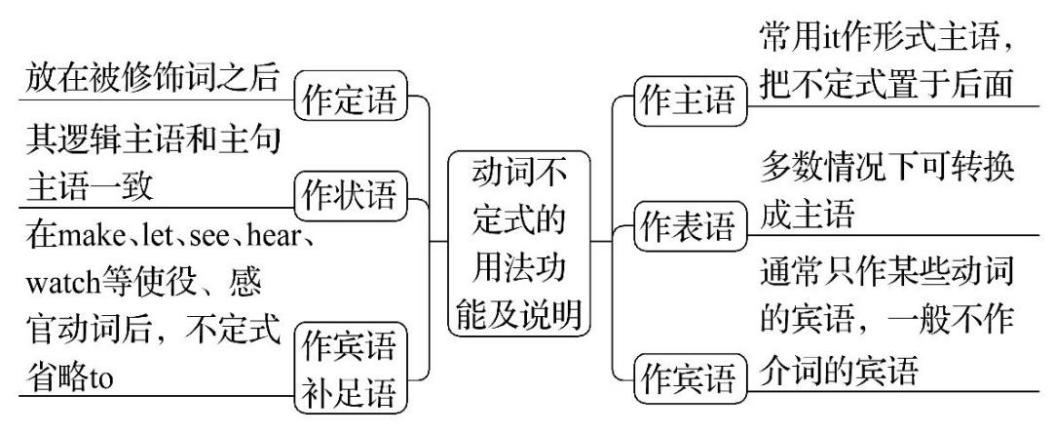 放在被修饰词之后
作定语
其逻辑主语和主句
主语一致
作状语
在make、let、see、hear、
watch等使役、感
官动词后，不定式
省略to
作宾语
补足语
动词不
定式的
用法功
能及说明
常用it作形式主语，
把不定式置于后面
作主语
多数情况下可转换
成主语
作表语
通常只作某些动词
的宾语，一般不作
介词的宾语
作宾语